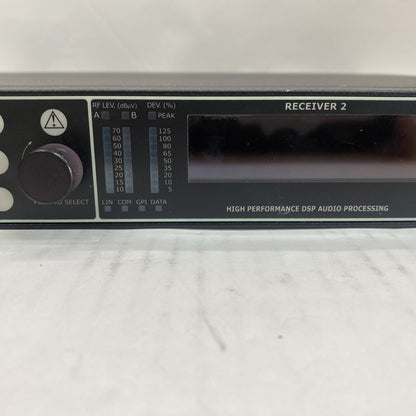 RF LEV. (dBµV) DEV. (%)
A B PEAK
RECEIVER 2
70 125
60 100
50 80
40 65
30 50
25 35
20 20
15 10
10 5
SELECT
LIN COM GPI DATA
HIGH PERFORMANCE DSP AUDIO PROCESSING